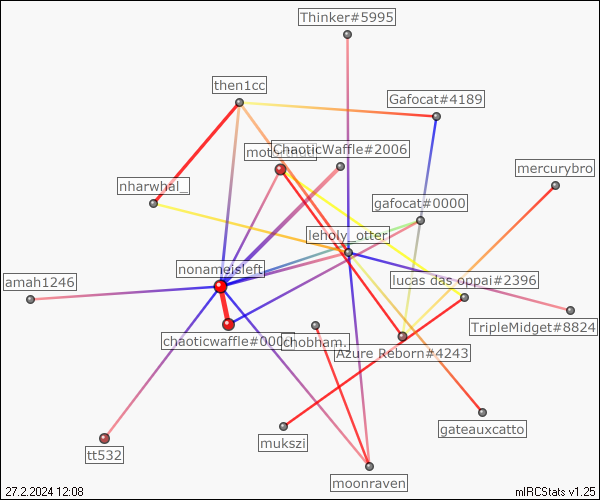 Thinker#5995
then1cc
Gafocat#4189
ChaoticWaffle#2006
mercurybro
nharwhal_
gafocat#0000
leholy_otter
nonameisleft
amah1246
lucas das oppai#2396
TripleMidget#8824
chaoticwaffle#000
chobham.
Azure Reborn#4243
gateauxcatto
mukszi
tt532
moonraven
27.2.2024 12:08
mIRCStats v1.25